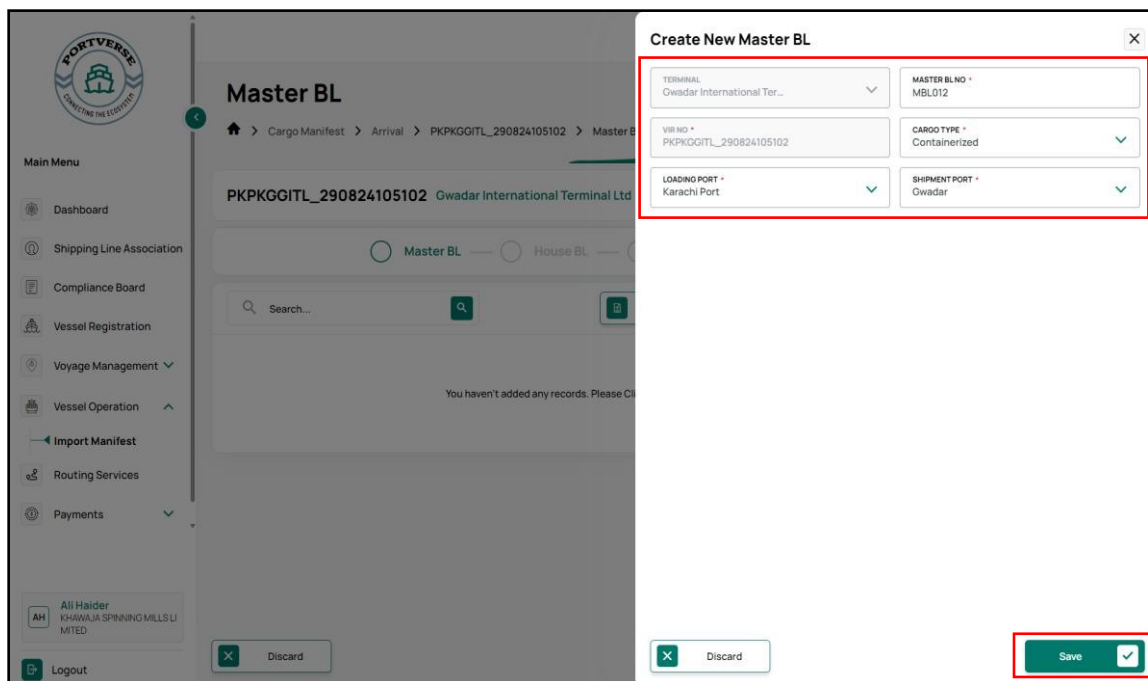 PORTVERSE
CONNECTING THE ECOSYSTEM
Main Menu
Dashboard
Shipping Line Association
Compliance Board
Vessel Registration
Voyage Management
Vessel Operation
Import Manifest
Routing Services
Payments
AH
Ali Haider
KHAWAJA SPINNING MILLS LI
MITED
Logout
Master BL
Cargo Manifest > Arrival > PKPKGGITL_290824105102 > Master B
PKPKGGITL_290824105102 Gwadar International Terminal Ltd
Master BL
House BL
Search...
You haven't added any records. Please Cli
Discard
Create New Master BL
TERMINAL
Gwadar International Ter...
MASTER BL NO *
MBL012
VIR NO *
PKPKGGITL_290824105102
CARGO TYPE *
Containerized
LOADING PORT *
Karachi Port
SHIPMENT PORT *
Gwadar
Discard
Save